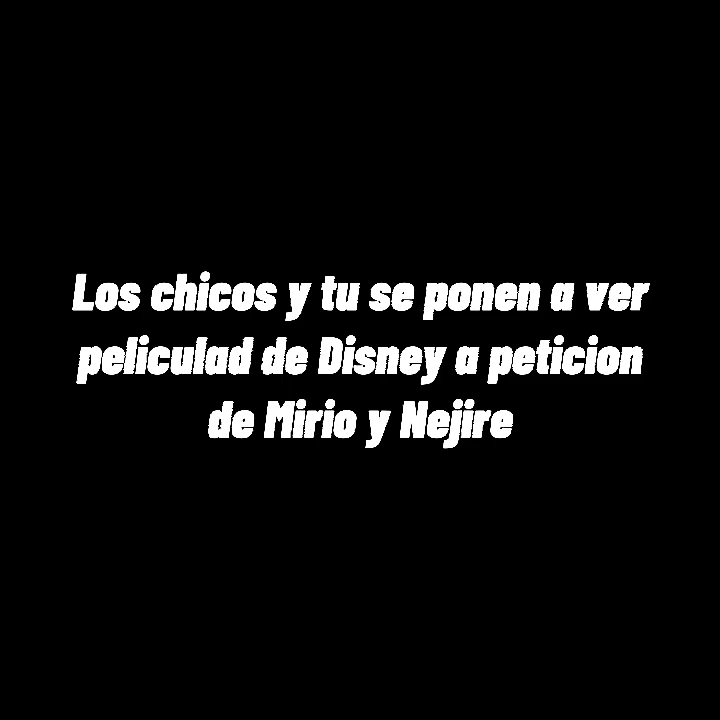 Los chicos y tu se ponen a ver
peliculad de Disney a peticion
de Mirio y Nejire